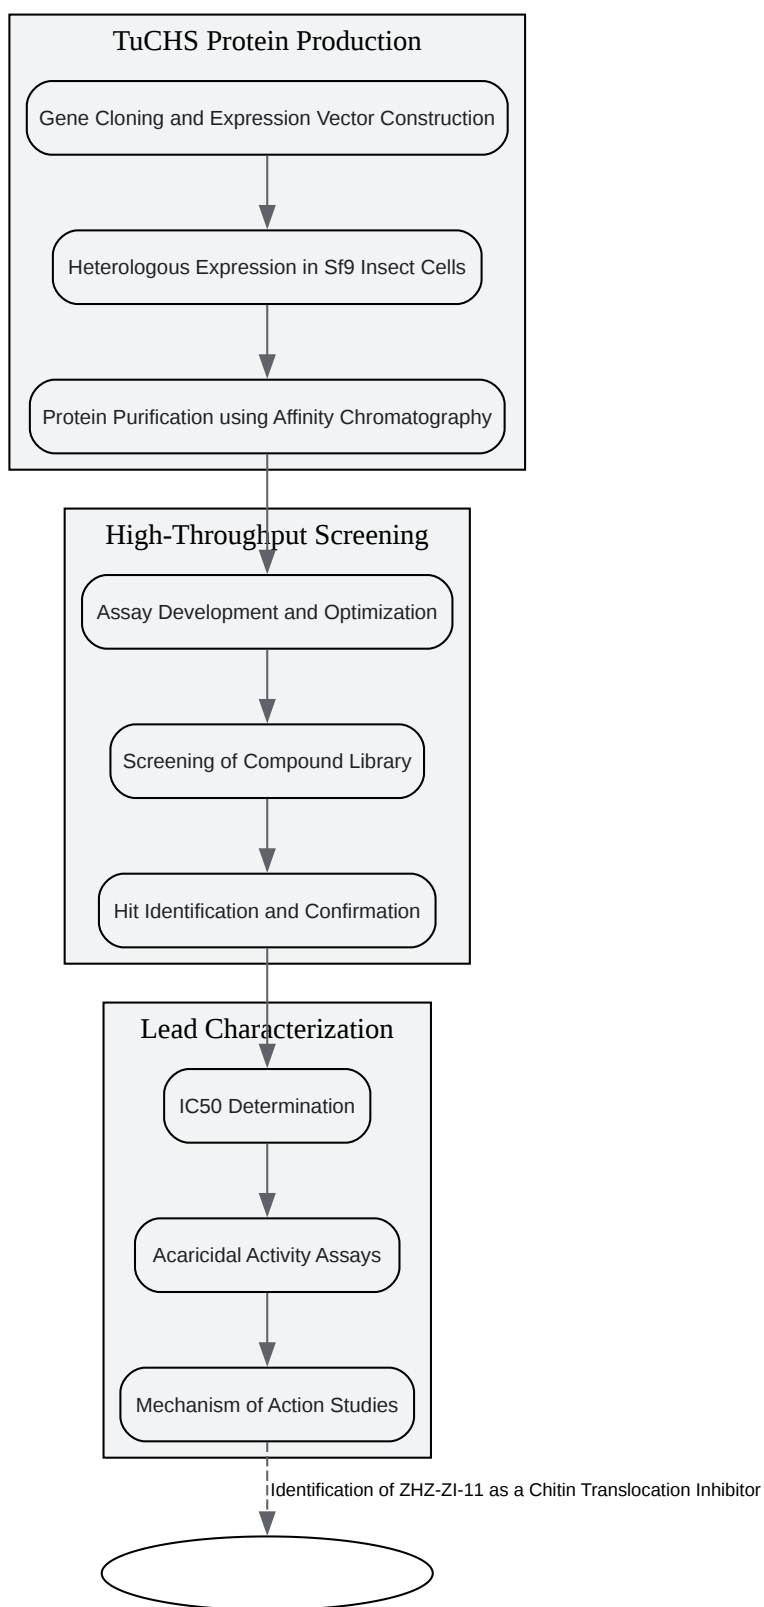 TuCHS Protein Production
Gene Cloning and Expression Vector Construction
Heterologous Expression in Sf9 Insect Cells
Protein Purification using Affinity Chromatography
High-Throughput Screening
Assay Development and Optimization
Screening of Compound Library
Hit Identification and Confirmation
Lead Characterization
IC50 Determination
Acaricidal Activity Assays
Mechanism of Action Studies
Identification of ZHZ-ZI-11 as a Chitin Translocation Inhibitor